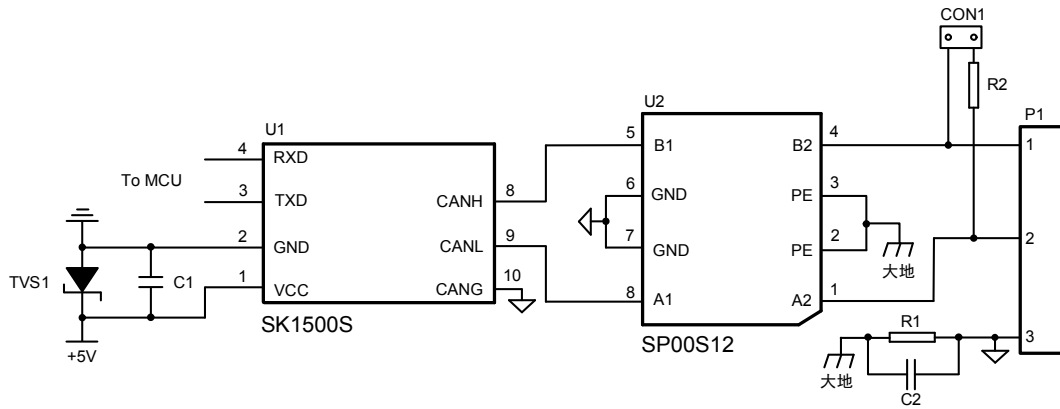 CON1
R2
P1
U1
U2
4 RXD
5 B1
B2 4
1
To MCU
3 TXD
CANH 8
6 GND
PE 3
2 GND
CANL 9
7 GND
PE 2
2
大地
TVS1
C1
1 VCC
CANG 10
8 A1
A2 1
SK1500S
SP00S12
R1
3
+5V
大地
C2